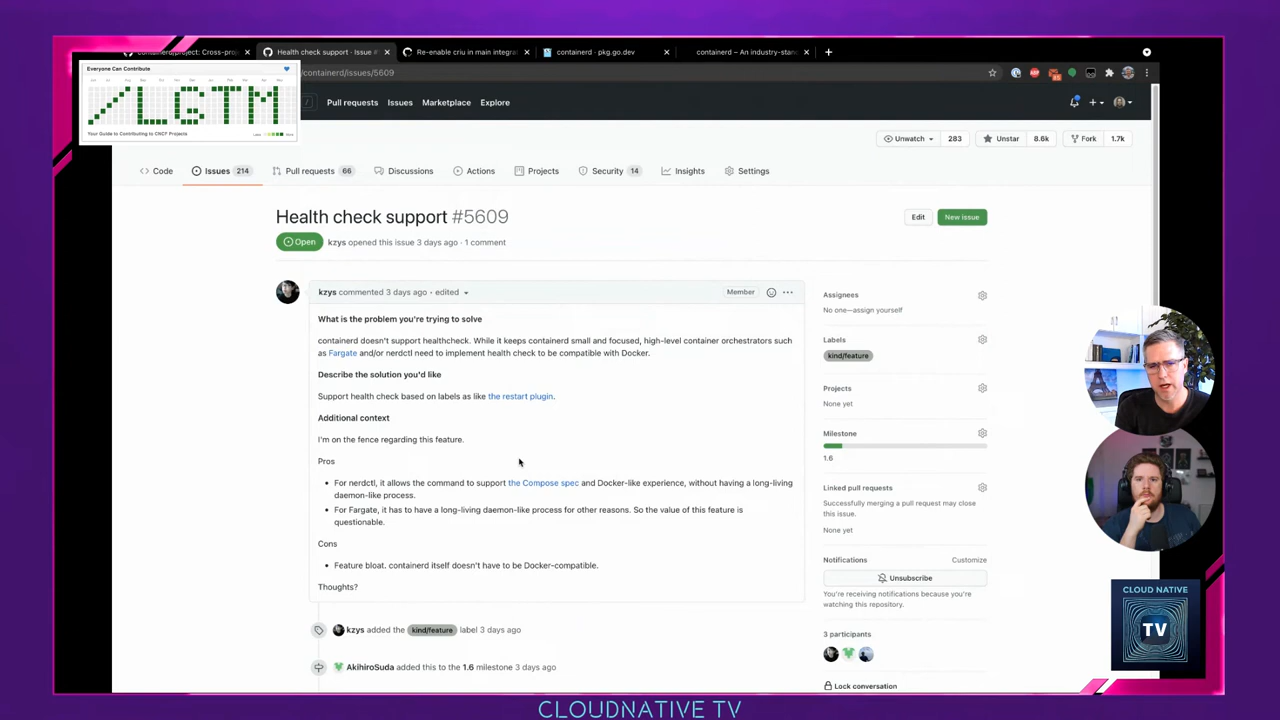 containerd/project: Cross-proj
Health check support · Issue #
Re-enable criu in main integrat
containerd · pkg.go.dev
containerd – An industry-stan
Everyone Can Contribute
/LGTM
Your Guide to Contributing to CNCF Projects
/containerd/issues/5609
Pull requests
Issues
Marketplace
Explore
Unwatch
283
Unstar
8.6k
Fork
1.7k
Code
Issues 214
Pull requests 66
Discussions
Actions
Projects
Security 14
Insights
Settings
Health check support #5609
Edit
New issue
Open
kzys opened this issue 3 days ago · 1 comment
kzys commented 3 days ago • edited
Member
What is the problem you're trying to solve
containerd doesn't support healthcheck. While it keeps containerd small and focused, high-level container orchestrators such
as Fargate and/or nerdctl need to implement health check to be compatible with Docker.
Describe the solution you'd like
Support health check based on labels as like the restart plugin.
Additional context
I'm on the fence regarding this feature.
Pros
• For nerdctl, it allows the command to support the Compose spec and Docker-like experience, without having a long-living
daemon-like process.
• For Fargate, it has to have a long-living daemon-like process for other reasons. So the value of this feature is
questionable.
Cons
• Feature bloat. containerd itself doesn't have to be Docker-compatible.
Thoughts?
kzys added the kind/feature label 3 days ago
AkihiroSuda added this to the 1.6 milestone 3 days ago
Assignees
No one—assign yourself
Labels
kind/feature
Projects
None yet
Milestone
1.6
Linked pull requests
Successfully merging a pull request may close
this issue.
None yet
Notifications
Customize
Unsubscribe
You're receiving notifications because you're
watching this repository.
3 participants
Lock conversation
CLOUD NATIVE
TV
CLOUDNATIVE TV